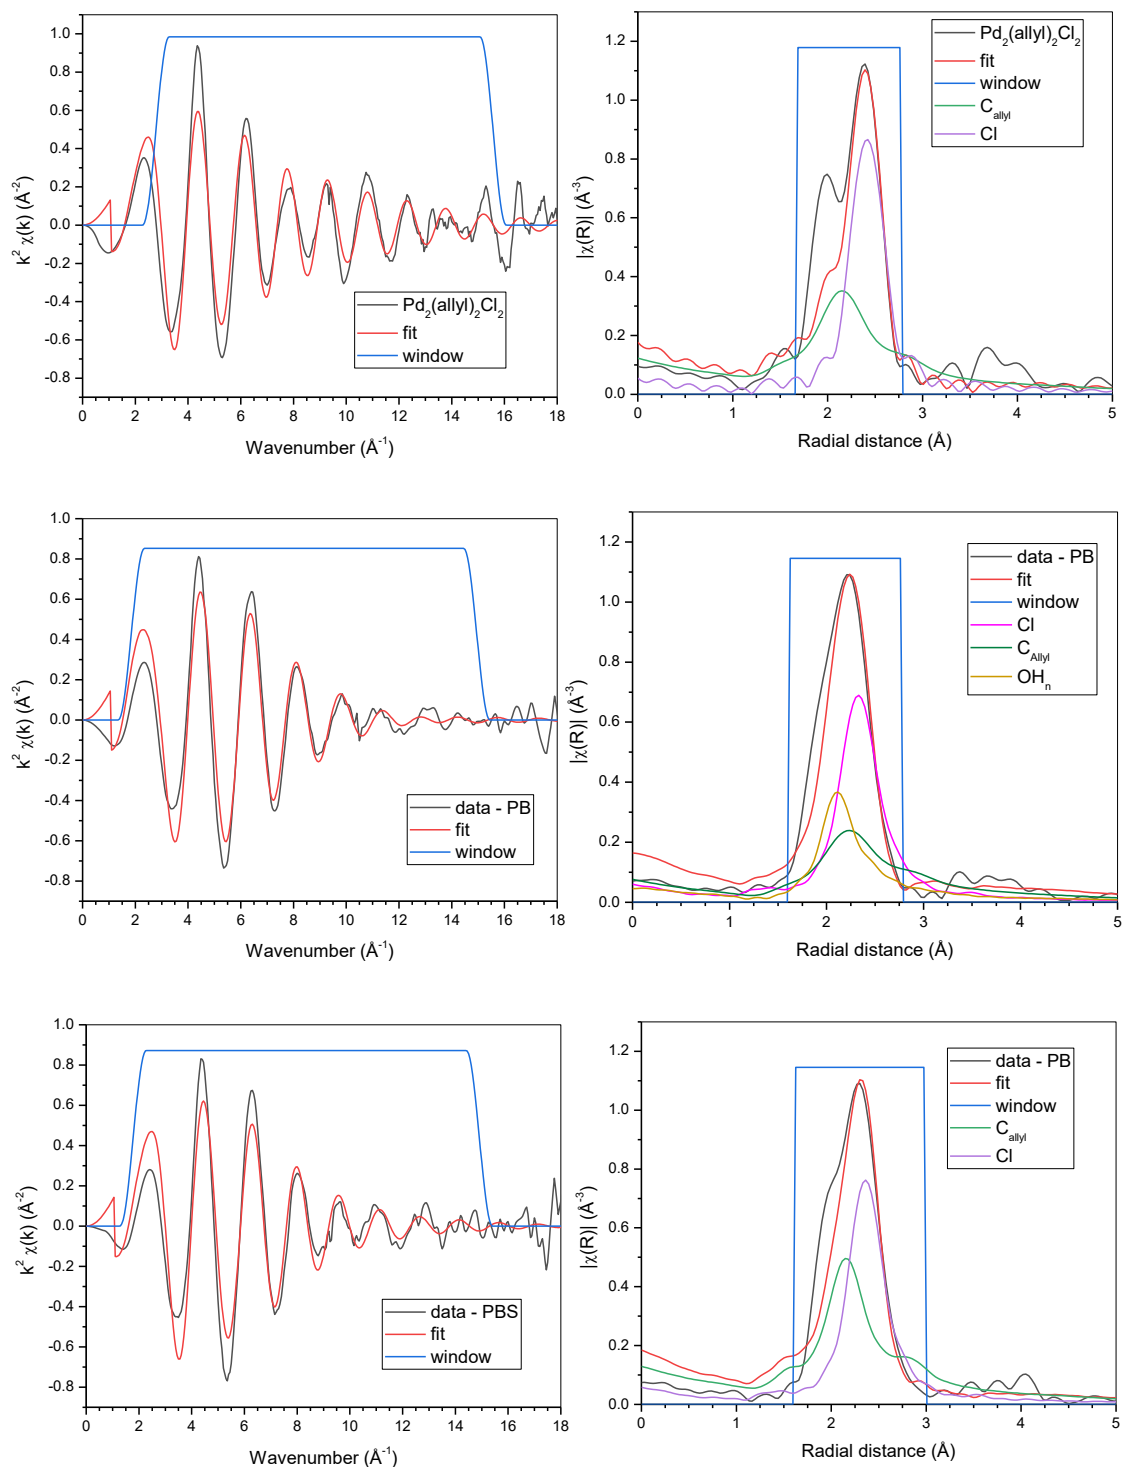 1.0
0.8
0.6
0.4
0.2
0.0
-0.2
-0.4
-0.6
-0.8
k² χ(k) (Å⁻²)
0 2 4 6 8 10 12 14 16 18
Wavenumber (Å⁻¹)
Pd₂(allyl)₂Cl₂
fit
window
1.2
1.0
0.8
0.6
0.4
0.2
0.0
|χ(R)| (Å⁻³)
0 1 2 3 4 5
Radial distance (Å)
Pd₂(allyl)₂Cl₂
fit
window
C allyl
Cl
1.0
0.8
0.6
0.4
0.2
0.0
-0.2
-0.4
-0.6
-0.8
k² χ(k) (Å⁻²)
0 2 4 6 8 10 12 14 16 18
Wavenumber (Å⁻¹)
data - PB
fit
window
1.2
1.0
0.8
0.6
0.4
0.2
0.0
|χ(R)| (Å⁻³)
0 1 2 3 4 5
Radial distance (Å)
data - PB
fit
window
Cl
C Allyl
OHₙ
1.0
0.8
0.6
0.4
0.2
0.0
-0.2
-0.4
-0.6
-0.8
k² χ(k) (Å⁻²)
0 2 4 6 8 10 12 14 16 18
Wavenumber (Å⁻¹)
data - PBS
fit
window
1.2
1.0
0.8
0.6
0.4
0.2
0.0
|χ(R)| (Å⁻³)
0 1 2 3 4 5
Radial distance (Å)
data - PB
fit
window
C allyl
Cl